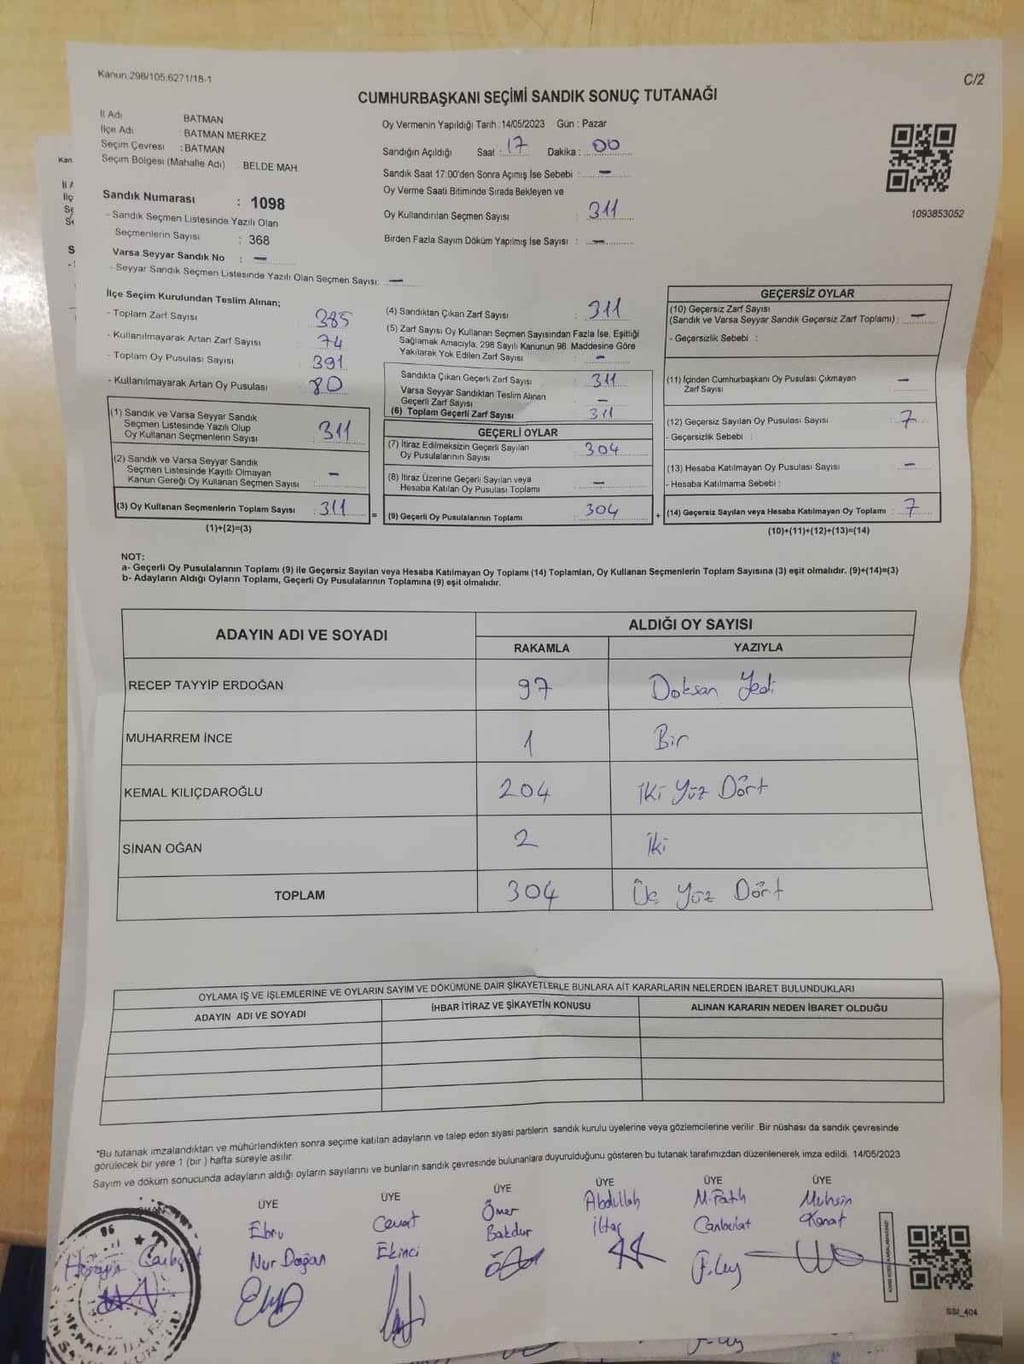 Kanun:298/105;6271/18-1
C/2
CUMHURBAŞKANI SEÇİMİ SANDIK SONUÇ TUTANAĞI
İl Adı BATMAN
İlçe Adı BATMAN MERKEZ
Seçim Çevresi :BATMAN
Seçim Bölgesi (Mahalle Adı) BELDE MAH.
Sandık Numarası : 1098
- Sandık Seçmen Listesinde Yazılı Olan
Seçmenlerin Sayısı : 368
Varsa Seyyar Sandık No : —
- Seyyar Sandık Seçmen Listesinde Yazılı Olan Seçmen Sayısı: —
Oy Vermenin Yapıldığı Tarih :14/05/2023 Gün : Pazar
Sandığın Açıldığı Saat : 17 Dakika : 00
Sandık Saat 17:00'den Sonra Açımış İse Sebebi : —
Oy Verme Saati Bitiminde Sırada Bekleyen ve
Oy Kullandırılan Seçmen Sayısı 311
Birden Fazla Sayım Döküm Yapılmış İse Sayısı : —
1093853052
İlçe Seçim Kurulundan Teslim Alınan;
- Toplam Zarf Sayısı 385
- Kullanılmayarak Artan Zarf Sayısı 74
- Toplam Oy Pusulası Sayısı 391
- Kullanılmayarak Artan Oy Pusulası 80
(1) Sandık ve Varsa Seyyar Sandık
Seçmen Listesinde Yazılı Olup
Oy Kullanan Seçmenlerin Sayısı 311
(2) Sandık ve Varsa Seyyar Sandık
Seçmen Listesinde Kayıtlı Olmayan
Kanun Gereği Oy Kullanan Seçmen Sayısı —
(3) Oy Kullanan Seçmenlerin Toplam Sayısı : 311
(1)+(2)=(3)
=
(4) Sandıktan Çıkan Zarf Sayısı 311
(5) Zarf Sayısı Oy Kullanan Seçmen Sayısından Fazla İse, Eşitliği
Sağlamak Amacıyla; 298 Sayılı Kanunun 98. Maddesine Göre
Yakılarak Yok Edilen Zarf Sayısı —
Sandıkta Çıkan Geçerli Zarf Sayısı 311
Varsa Seyyar Sandıktan Teslim Alınan
Geçerli Zarf Sayısı —
(6) Toplam Geçerli Zarf Sayısı 311
GEÇERLİ OYLAR
(7) İtiraz Edilmeksizin Geçerli Sayılan
Oy Pusulalarının Sayısı 304
(8) İtiraz Üzerine Geçerli Sayılan veya
Hesaba Katılan Oy Pusulası Toplamı —
(9) Geçerli Oy Pusulalarının Toplamı 304
+
GEÇERSİZ OYLAR
(10) Geçersiz Zarf Sayısı
(Sandık ve Varsa Seyyar Sandık Geçersiz Zarf Toplamı) : —
- Geçersizlik Sebebi :
(11) İçinden Cumhurbaşkanı Oy Pusulası Çıkmayan
Zarf Sayısı —
(12) Geçersiz Sayılan Oy Pusulası Sayısı 7
- Geçersizlik Sebebi :
(13) Hesaba Katılmayan Oy Pusulası Sayısı —
- Hesaba Katılmama Sebebi :
(14) Geçersiz Sayılan veya Hesaba Katılmayan Oy Toplamı 7
(10)+(11)+(12)+(13)=(14)
NOT:
a- Geçerli Oy Pusulalarının Toplamı (9) ile Geçersiz Sayılan veya Hesaba Katılmayan Oy Toplamı (14) Toplamları, Oy Kullanan Seçmenlerin Toplam Sayısına (3) eşit olmalıdır. (9)+(14)=(3)
b- Adayların Aldığı Oyların Toplamı, Geçerli Oy Pusulalarının Toplamına (9) eşit olmalıdır.
ADAYIN ADI VE SOYADI ALDIĞI OY SAYISI
RAKAMLA YAZIYLA
RECEP TAYYİP ERDOĞAN 97 Doksan Yedi
MUHARREM İNCE 1 Bir
KEMAL KILIÇDAROĞLU 204 İki Yüz Dört
SİNAN OĞAN 2 İki
TOPLAM 304 Üç Yüz Dört
OYLAMA İŞ VE İŞLEMLERİNE VE OYLARIN SAYIM VE DÖKÜMÜNE DAİR ŞİKAYETLERLE BUNLARA AİT KARARLARIN NELERDEN İBARET BULUNDUKLARI
ADAYIN ADI VE SOYADI İHBAR İTİRAZ VE ŞİKAYETİN KONUSU ALINAN KARARIN NEDEN İBARET OLDUĞU
*Bu tutanak imzalandıktan ve mühürlendikten sonra seçime katılan adayların ve talep eden siyasi partilerin sandık kurulu üyelerine veya gözlemcilerine verilir. Bir nüshası da sandık çevresinde
görülecek bir yere 1 (bir) hafta süreyle asılır.
Sayım ve döküm sonucunda adayların aldığı oyların sayılarını ve bunların sandık çevresinde bulunanlara duyurulduğunu gösteren bu tutanak tarafımızdan düzenlenerek imza edildi. 14/05/2023
ÜYE ÜYE ÜYE ÜYE ÜYE ÜYE
Ebru Nur Doğan
Cevat Ekinci
Ömer Bakdur
Abdullah İltaş
M.Fatih Canbulat
Muhsin Kanat
SSI_404